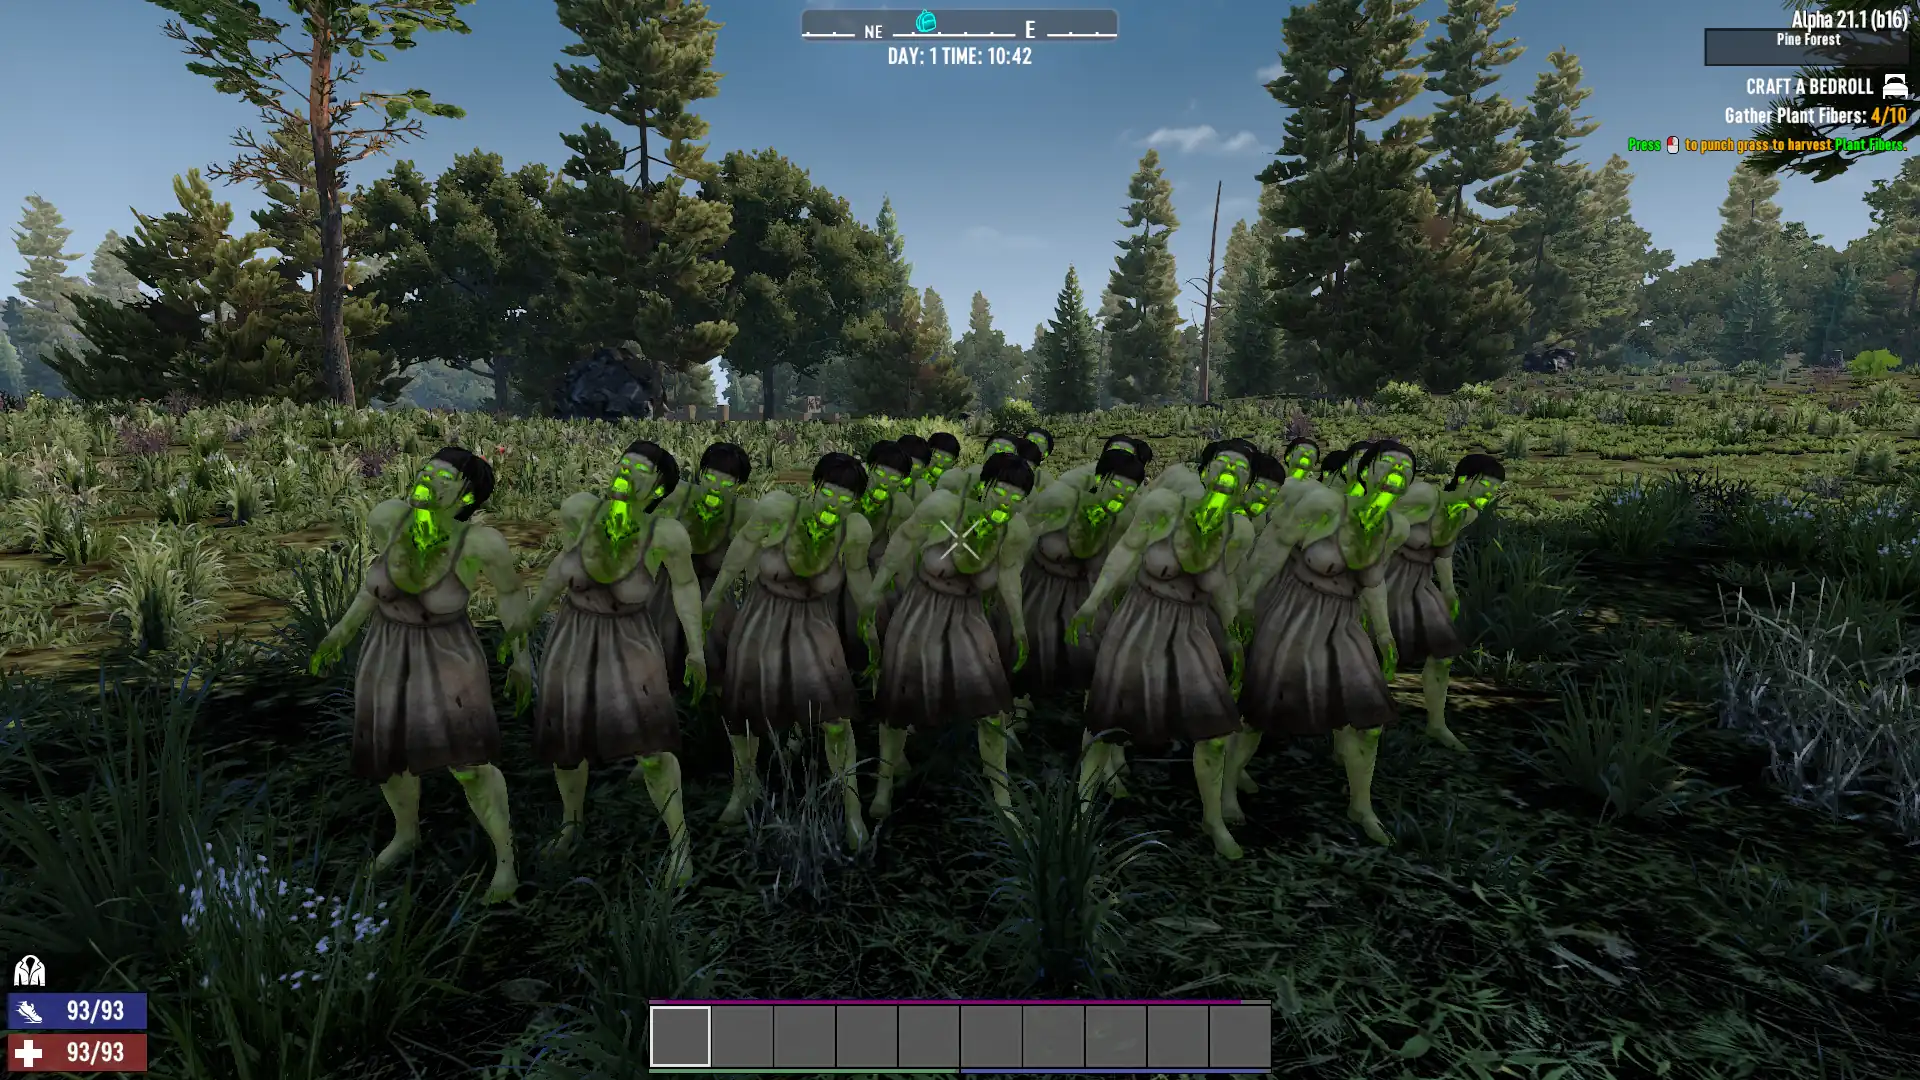 NE E
DAY: 1 TIME: 10:42
Alpha 21.1 (b16)
Pine Forest
CRAFT A BEDROLL
Gather Plant Fibers: 4/10
Press to punch grass to harvest Plant Fibers.
93/93
93/93